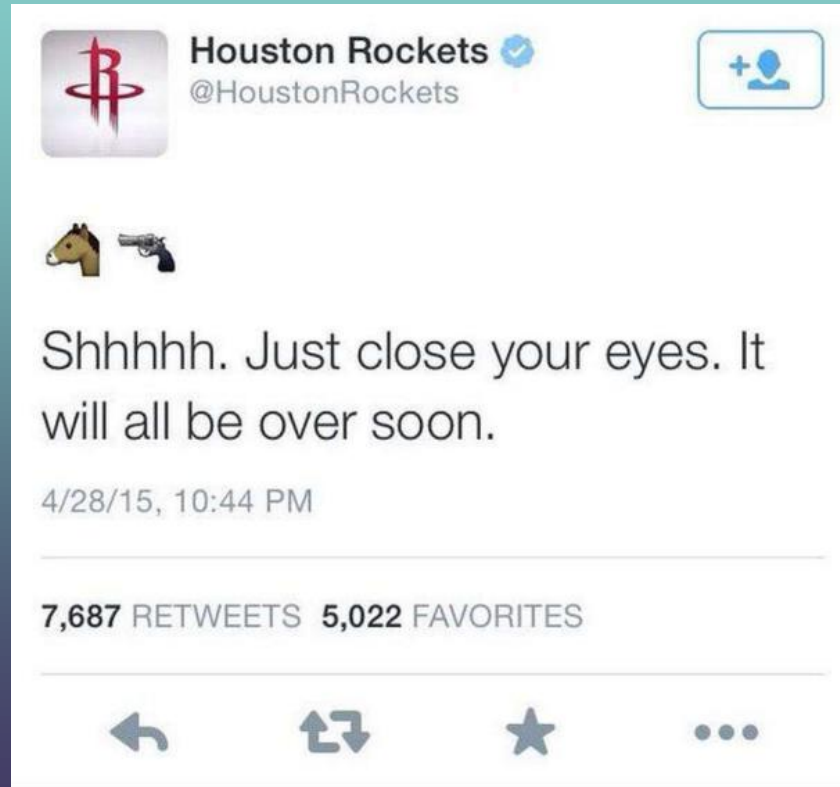 Houston Rockets
@HoustonRockets
🐴🔫
Shhhhh. Just close your eyes. It
will all be over soon.
4/28/15, 10:44 PM
7,687 RETWEETS 5,022 FAVORITES